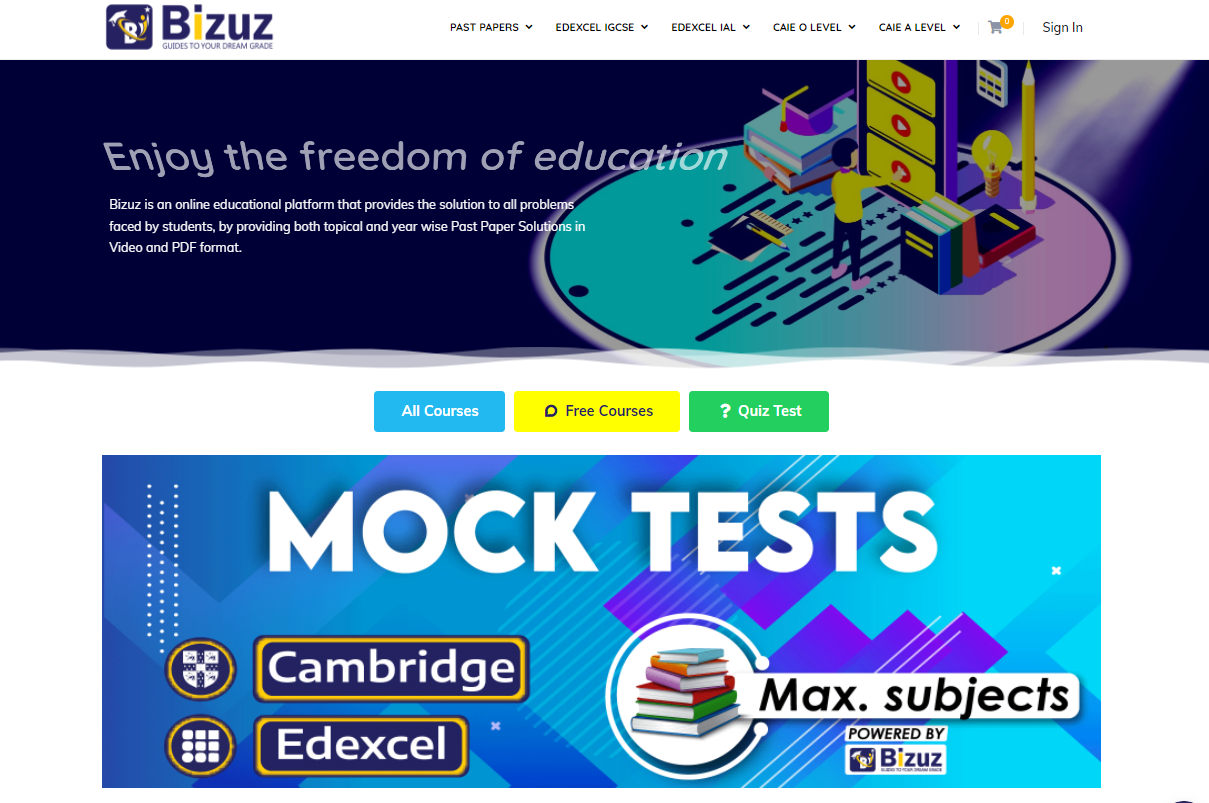 Bizuz
GUIDES TO YOUR DREAM GRADE
PAST PAPERS EDEXCEL IGCSE EDEXCEL IAL CAIE O LEVEL CAIE A LEVEL 0 Sign In
Enjoy the freedom of education
Bizuz is an online educational platform that provides the solution to all problems
faced by students, by providing both topical and year wise Past Paper Solutions in
Video and PDF format.
All Courses Free Courses ? Quiz Test
MOCK TESTS
Cambridge
Edexcel
Max. subjects
POWERED BY
Bizuz
GUIDES TO YOUR DREAM GRADE